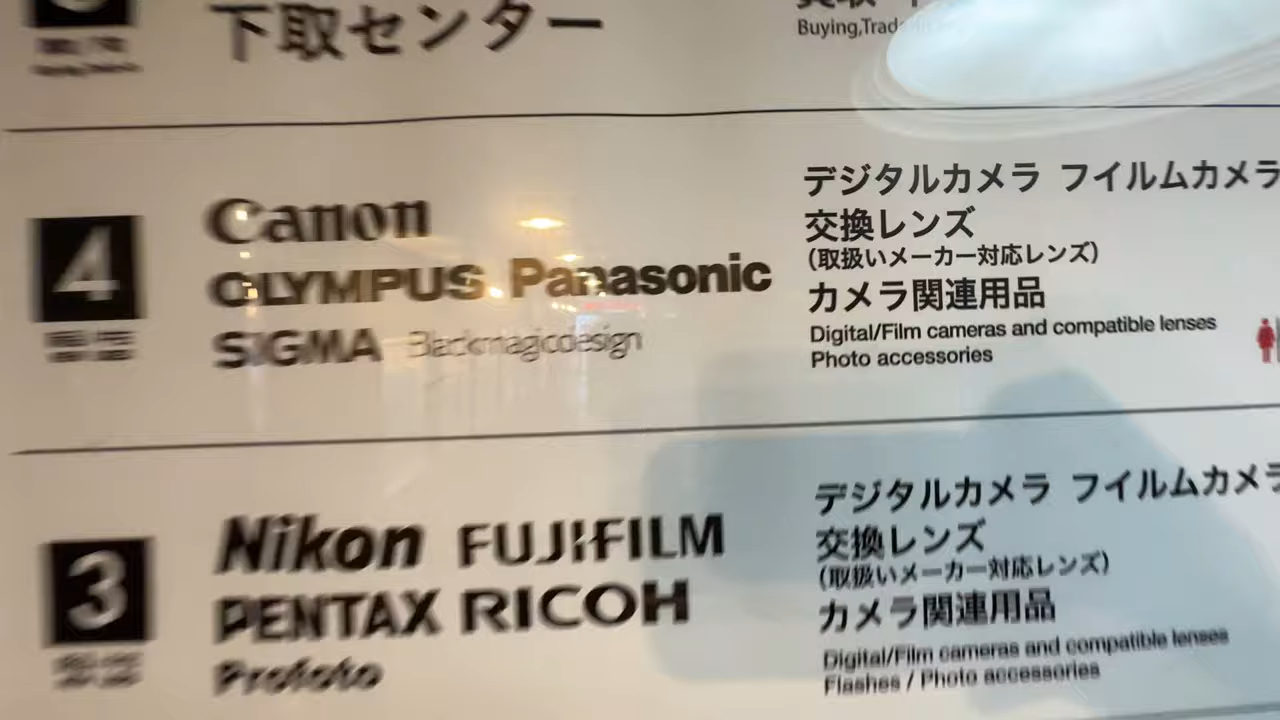 下取センター
Buying,Trad
4
Canon
OLYMPUS Panasonic
SIGMA Blackmagicdesign
デジタルカメラ フイルムカメラ
交換レンズ
(取扱いメーカー対応レンズ)
カメラ関連用品
Digital/Film cameras and compatible lenses
Photo accessories
3
Nikon FUJIFILM
PENTAX RICOH
Profoto
デジタルカメラ フイルムカメラ
交換レンズ
(取扱いメーカー対応レンズ)
カメラ関連用品
Digital/Film cameras and compatible lenses
Flashes / Photo accessories